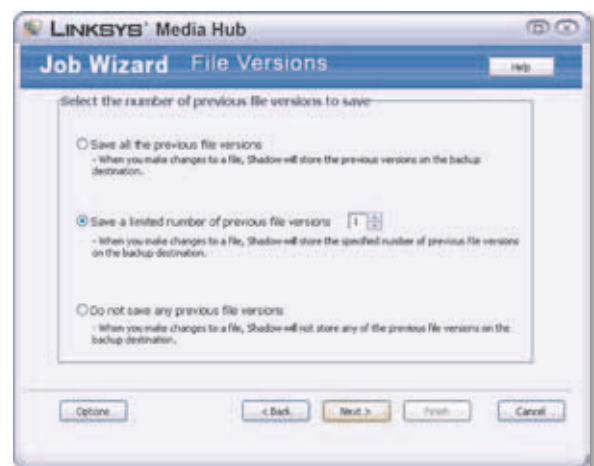 LINKSYS® Media Hub
Job Wizard File Versions
Help
Select the number of previous file versions to save
Save all the previous file versions
- When you make changes to a file, Shadow will store the previous versions on the backup
destination.
Save a limited number of previous file versions 1
- When you make changes to a file, Shadow will store the specified number of previous file versions
on the backup destination.
Do not save any previous file versions
- When you make changes to a file, Shadow will not store any of the previous file versions on the
backup destination.
Options < Back Next > Finish Cancel